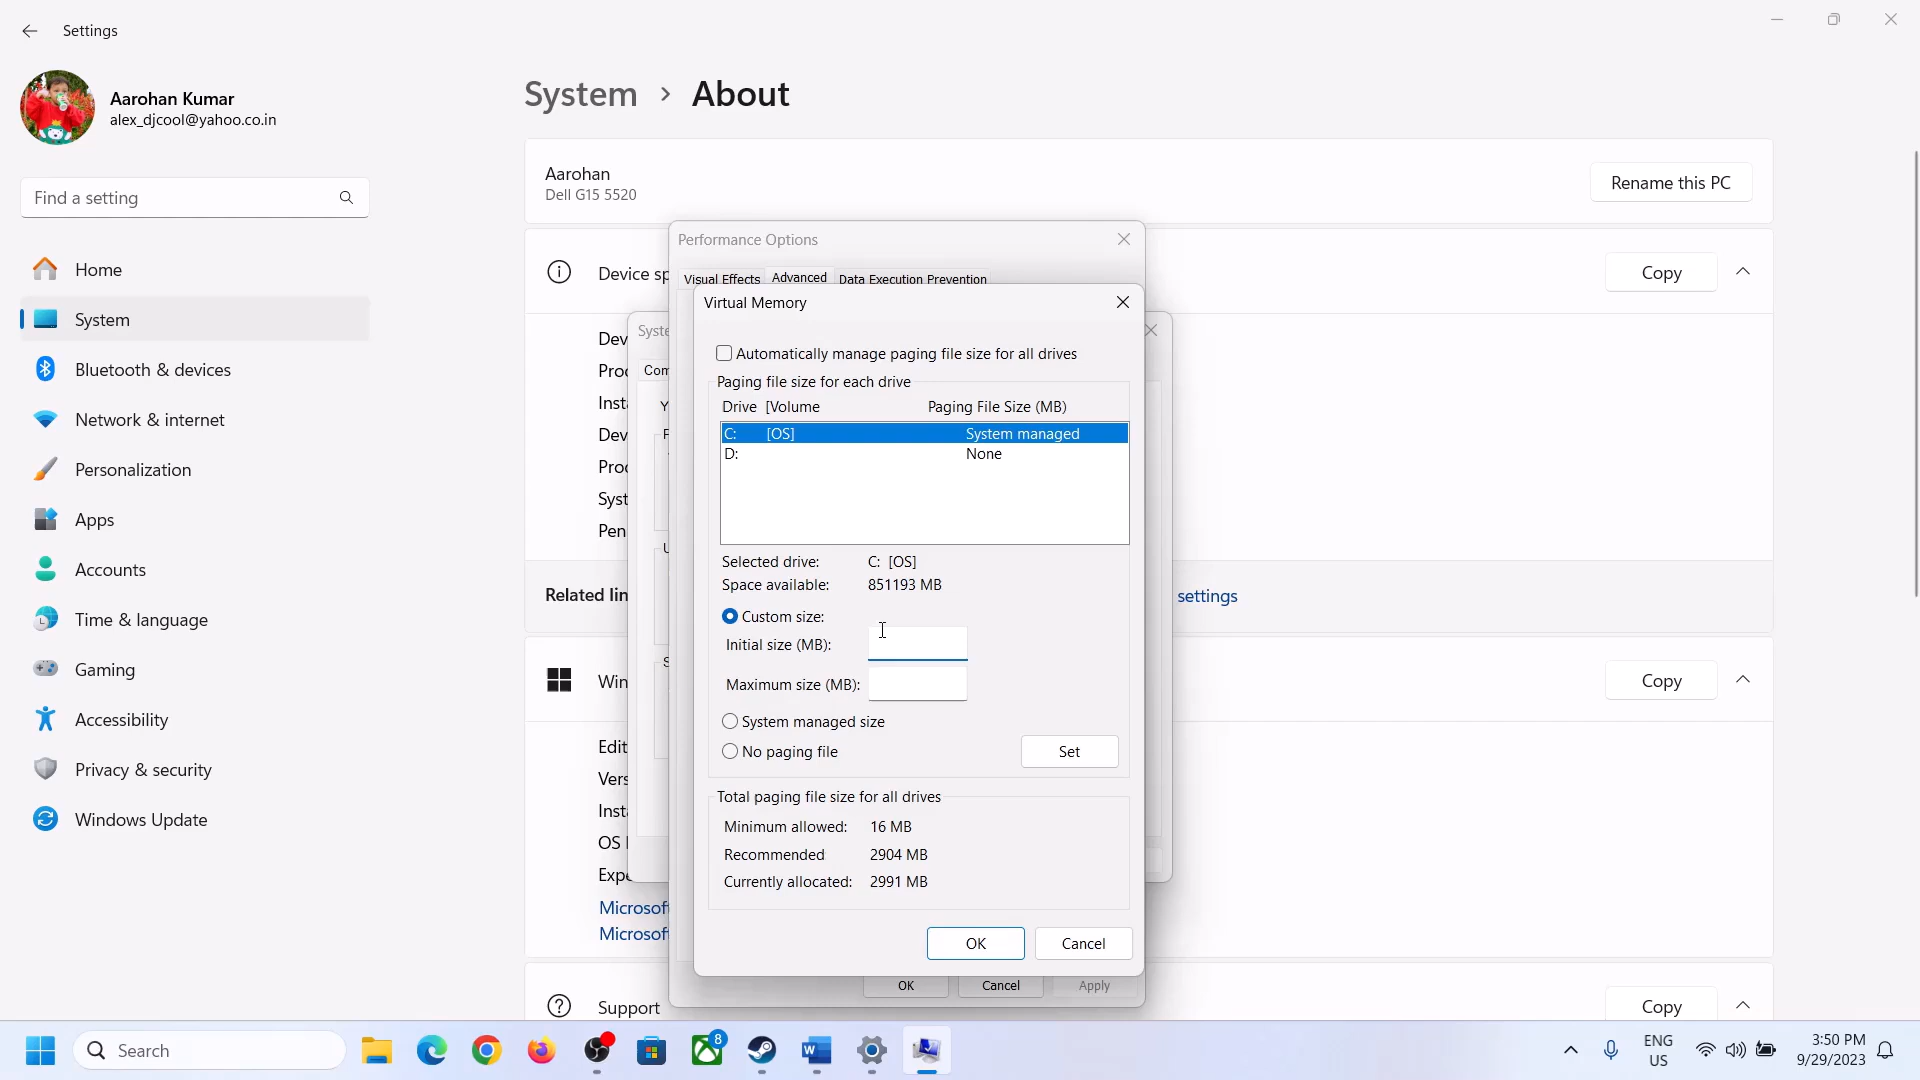 Settings
Aarohan Kumar
alex_djcool@yahoo.co.in
Find a setting
Home
System
Bluetooth & devices
Network & internet
Personalization
Apps
Accounts
Time & language
Gaming
Accessibility
Privacy & security
Windows Update
System > About
Aarohan
Dell G15 5520
Rename this PC
Device sp
Copy
Dev
Proc
Insta
Dev
Proc
Syst
Pen
Related lin
settings
Win
Copy
Edit
Vers
Insta
OS
Expe
Microsof
Microsof
Support
Copy
Syste
Com
Y
Performance Options
Visual Effects
Advanced
Data Execution Prevention
OK
Cancel
Apply
Virtual Memory
Automatically manage paging file size for all drives
Paging file size for each drive
Drive [Volume Paging File Size (MB)
C: [OS] System managed
D: None
Selected drive: C: [OS]
Space available: 851193 MB
Custom size:
Initial size (MB):
Maximum size (MB):
System managed size
No paging file
Set
Total paging file size for all drives
Minimum allowed: 16 MB
Recommended 2904 MB
Currently allocated: 2991 MB
OK
Cancel
Search
8
ENG
US
3:50 PM
9/29/2023